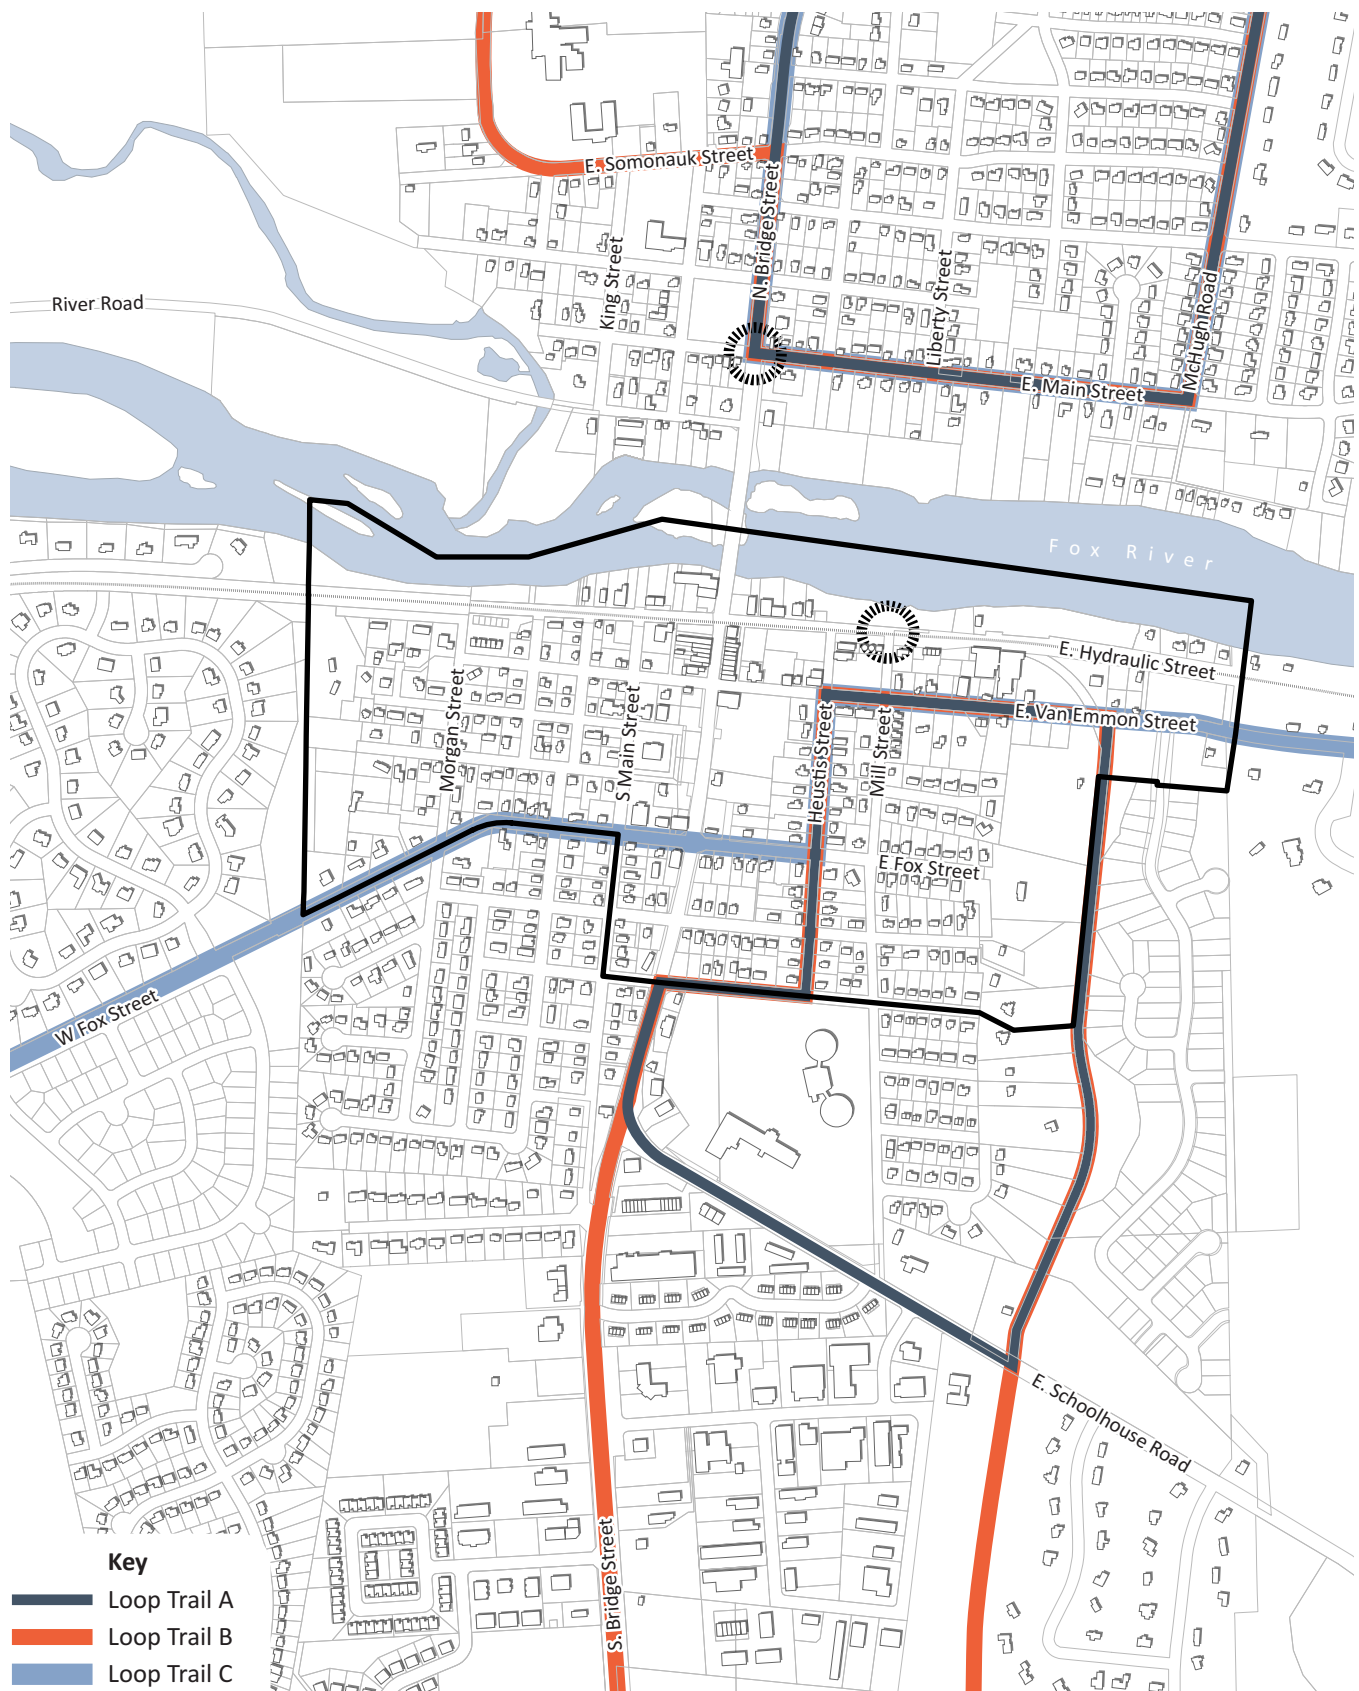 E. Somonauk Street
N. Bridge Street
King Street
Liberty Street
McHugh Road
River Road
E. Main Street
Fox River
E. Hydraulic Street
E. Van Emmon Street
Morgan Street
S Main Street
Heustis Street
Mill Street
E Fox Street
W Fox Street
E. Schoolhouse Road
S. Bridge Street
Key
Loop Trail A
Loop Trail B
Loop Trail C